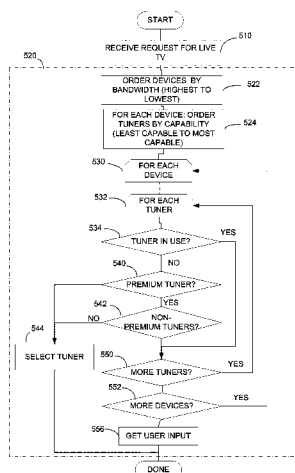 START
RECEIVE REQUEST FOR LIVE
TV
510
520
ORDER DEVICES BY
BANDWIDTH (HIGHEST TO
LOWEST)
522
FOR EACH DEVICE: ORDER
TUNERS BY CAPABILITY
(LEAST CAPABLE TO MOST
CAPABLE)
524
530
FOR EACH
DEVICE
532
FOR EACH
TUNER
534
TUNER IN USE?
YES
NO
540
PREMIUM TUNER?
YES
542
NO
NON-
PREMIUM TUNERS?
544
SELECT TUNER
550
MORE TUNERS?
YES
552
MORE DEVICES?
YES
556
GET USER INPUT
DONE